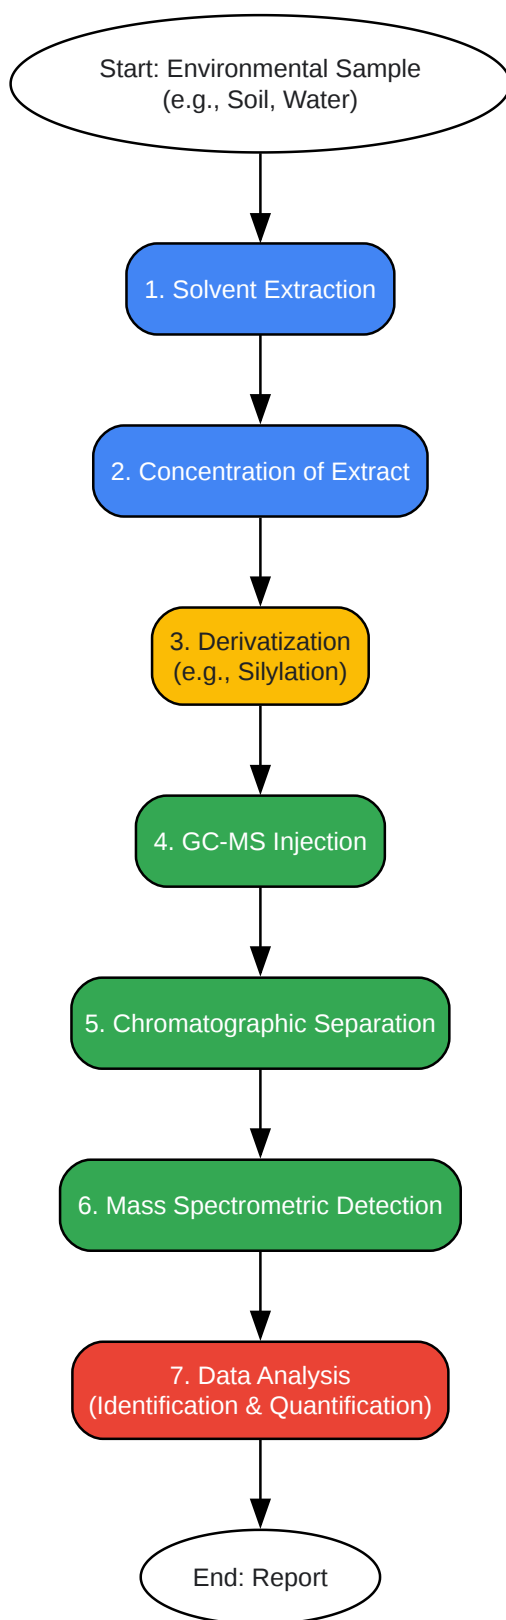 Start: Environmental Sample
(e.g., Soil, Water)
1. Solvent Extraction
2. Concentration of Extract
3. Derivatization
(e.g., Silylation)
4. GC-MS Injection
5. Chromatographic Separation
6. Mass Spectrometric Detection
7. Data Analysis
(Identification & Quantification)
End: Report